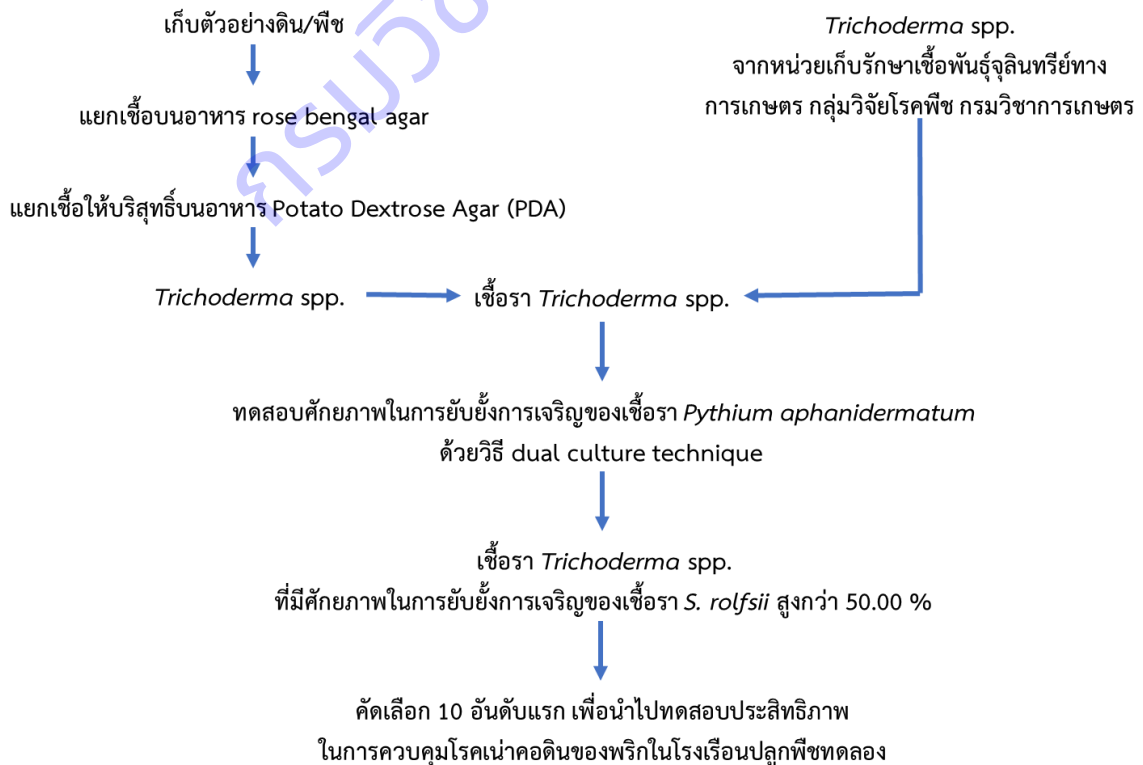 เก็บตัวอย่างดิน/พืช
แยกเชื้อบนอาหาร rose bengal agar
แยกเชื้อให้บริสุทธิ์บนอาหาร Potato Dextrose Agar (PDA)
Trichoderma spp.
Trichoderma spp.
จากหน่วยเก็บรักษาเชื้อพันธุ์จุลินทรีย์ทาง
การเกษตร กลุ่มวิจัยโรคพืช กรมวิชาการเกษตร
เชื้อรา Trichoderma spp.
ทดสอบศักยภาพในการยับยั้งการเจริญของเชื้อรา Pythium aphanidermatum
ด้วยวิธี dual culture technique
เชื้อรา Trichoderma spp.
ที่มีศักยภาพในการยับยั้งการเจริญของเชื้อรา S. rolfsii สูงกว่า 50.00 %
คัดเลือก 10 อันดับแรก เพื่อนำไปทดสอบประสิทธิภาพ
ในการควบคุมโรคเน่าคอดินของพริกในโรงเรือนปลูกพืชทดลอง